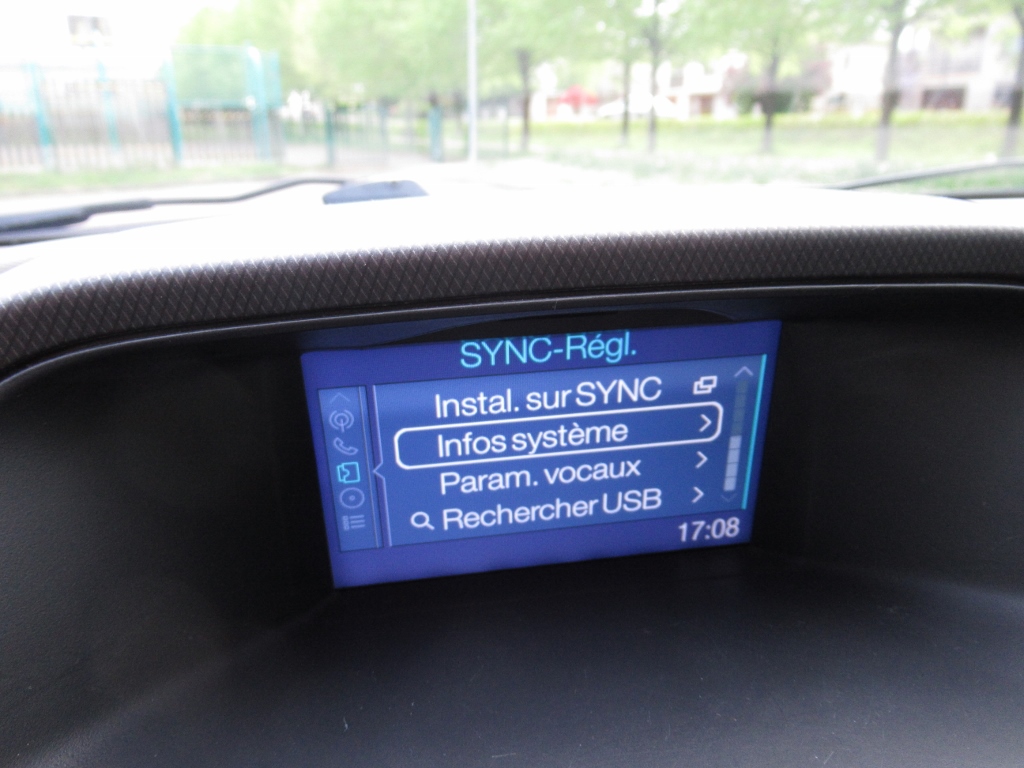 SYNC-Régl.
Instal. sur SYNC
Infos système
Param. vocaux
Rechercher USB
17:08